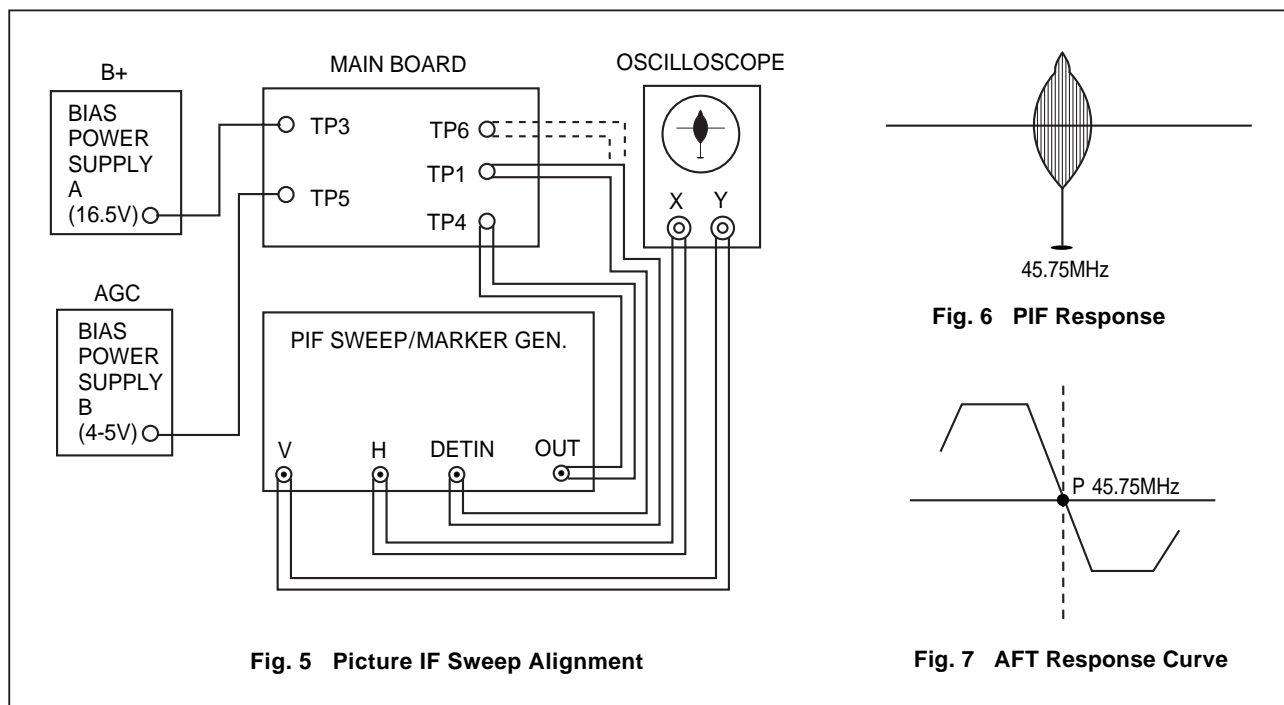 B+
BIAS
POWER
SUPPLY
A
(16.5V)
AGC
BIAS
POWER
SUPPLY
B
(4-5V)
MAIN BOARD
TP3
TP5
TP6
TP1
TP4
OSCILLOSCOPE
X Y
PIF SWEEP/MARKER GEN.
V H DETIN OUT
Fig. 5 Picture IF Sweep Alignment
45.75MHz
Fig. 6 PIF Response
P 45.75MHz
Fig. 7 AFT Response Curve